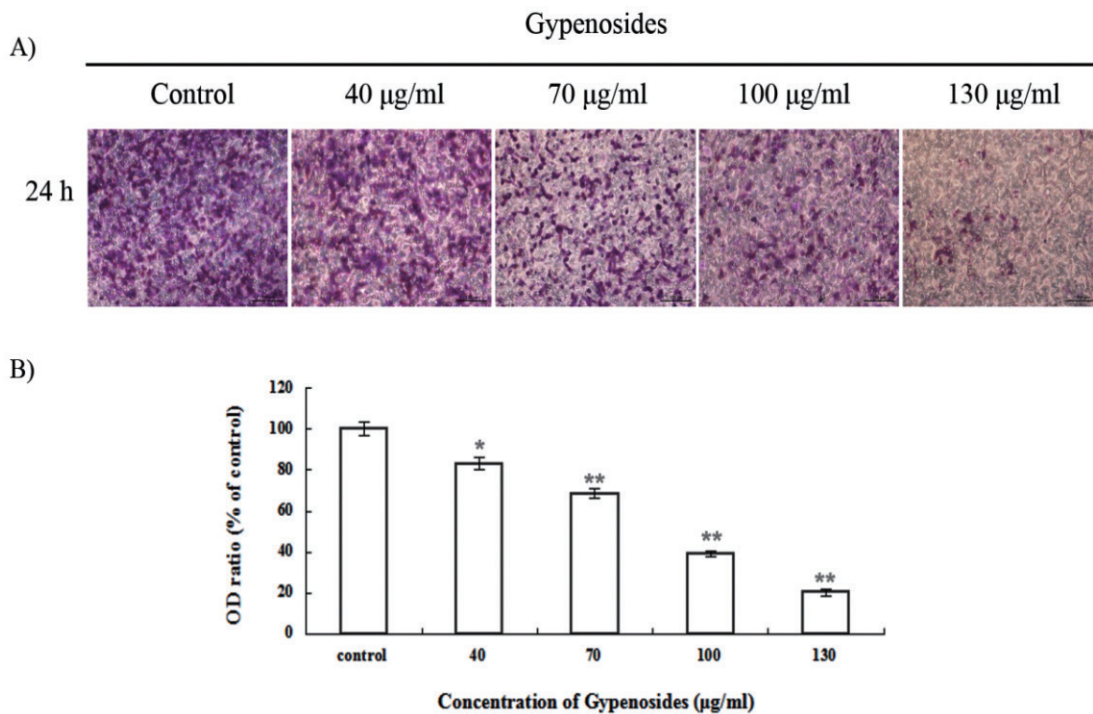 Gypenosides
A)
Control 40 μg/ml 70 μg/ml 100 μg/ml 130 μg/ml
24 h
B)
120
100
80
60
40
20
0
OD ratio (% of control)
*
**
**
**
control 40 70 100 130
Concentration of Gypenosides (μg/ml)